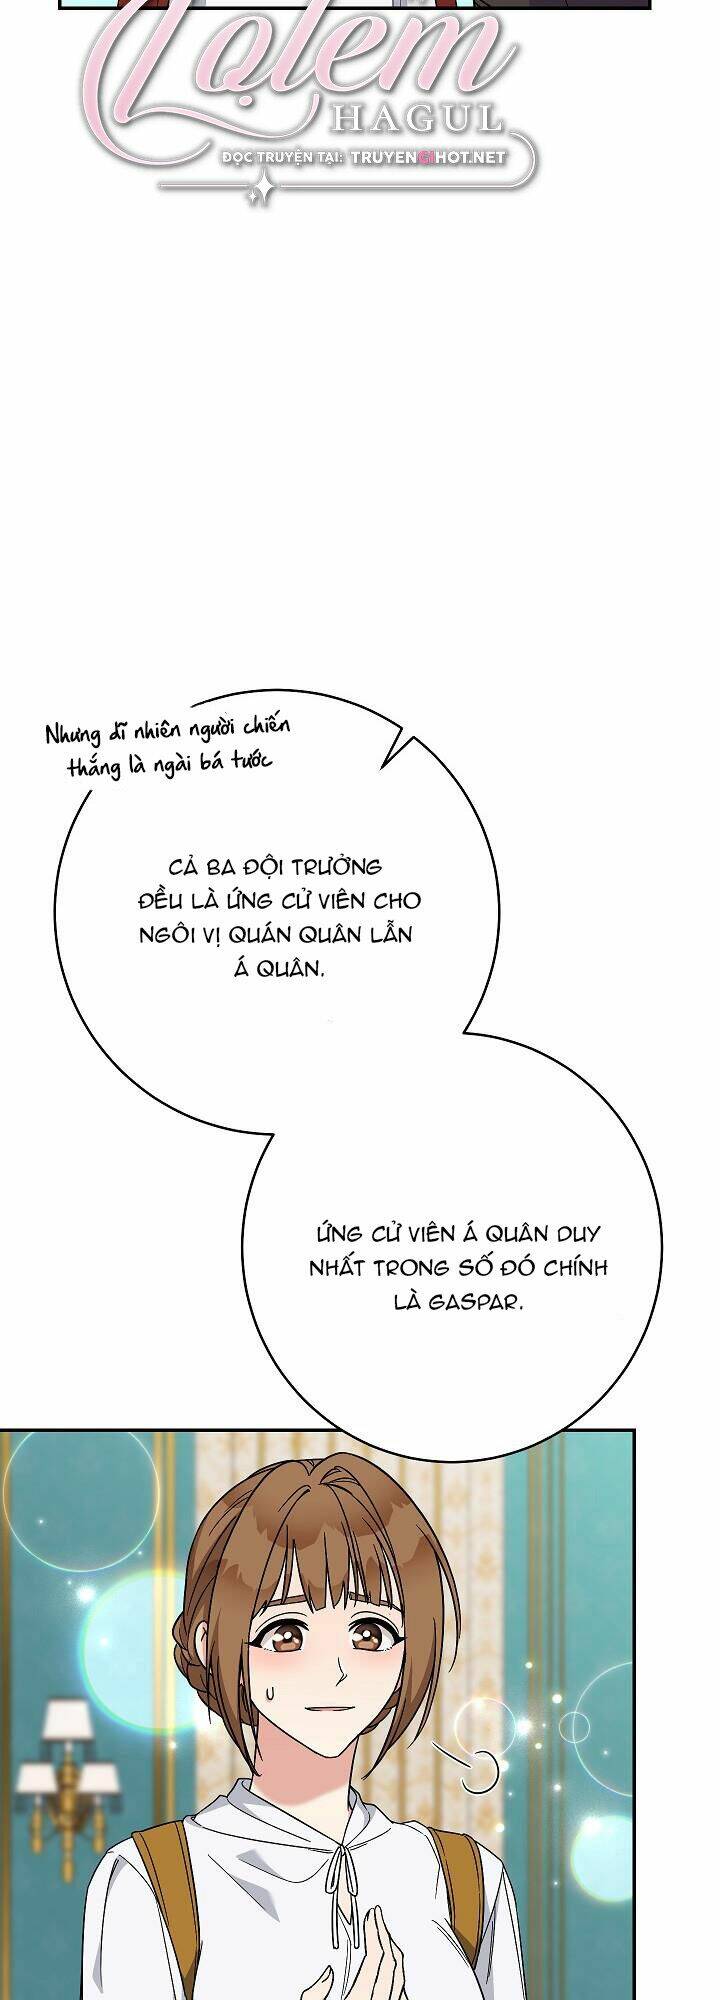 Lọlem
HAGUL
ĐỌC TRUYỆN TẠI: TRUYENGIHOT.NET
Nhưng dĩ nhiên người chiến
thắng là ngài bá tước
CẢ BA ĐỘI TRƯỞNG
ĐỀU LÀ ỨNG CỬ VIÊN CHO
NGÔI VỊ QUÁN QUÂN LẪN
Á QUÂN.
ỨNG CỬ VIÊN Á QUÂN DUY
NHẤT TRONG SỐ ĐÓ CHÍNH
LÀ GASPAR.